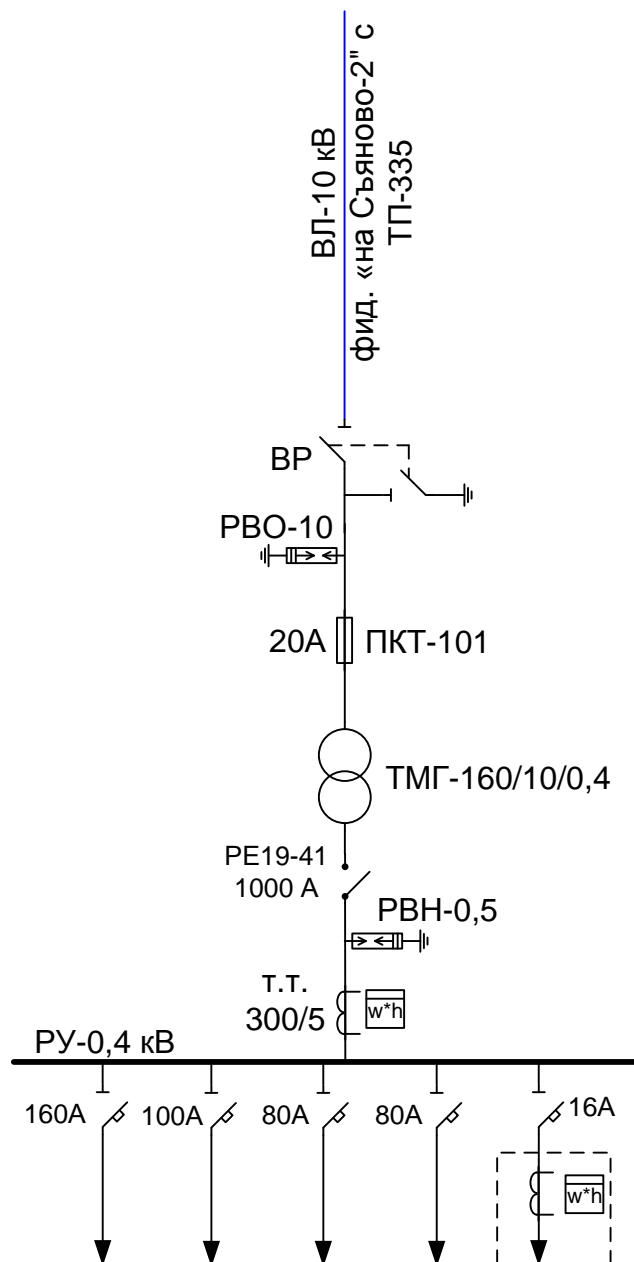 ВЛ-10 кВ
фид. «на Съяново-2" с
ТП-335
ВР
РВО-10
20А ПКТ-101
ТМГ-160/10/0,4
РЕ19-41
1000 А
РВН-0,5
т.т.
300/5
w*h
РУ-0,4 кВ
160А 100А 80А 80А 16А
w*h